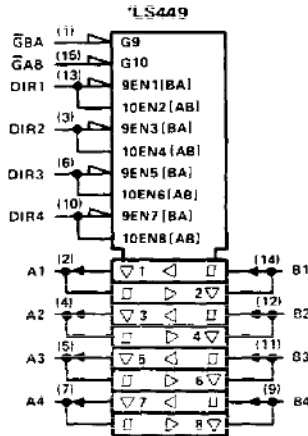 'LS449
G̅BA (1) G9
G̅AB (15) G10
DIR1 (13) 9EN1[BA]
10EN2[AB]
DIR2 (3) 9EN3[BA]
10EN4[AB]
DIR3 (6) 9EN5[BA]
10EN6[AB]
DIR4 (10) 9EN7[BA]
10EN8[AB]
A1 (2) ▽ 1 ◁ (14) B1
▷ 2 ▽
A2 (4) ▽ 3 ◁ (12) B2
▷ 4 ▽
A3 (5) ▽ 5 ◁ (11) B3
▷ 6 ▽
A4 (7) ▽ 7 ◁ (9) B4
▷ 8 ▽